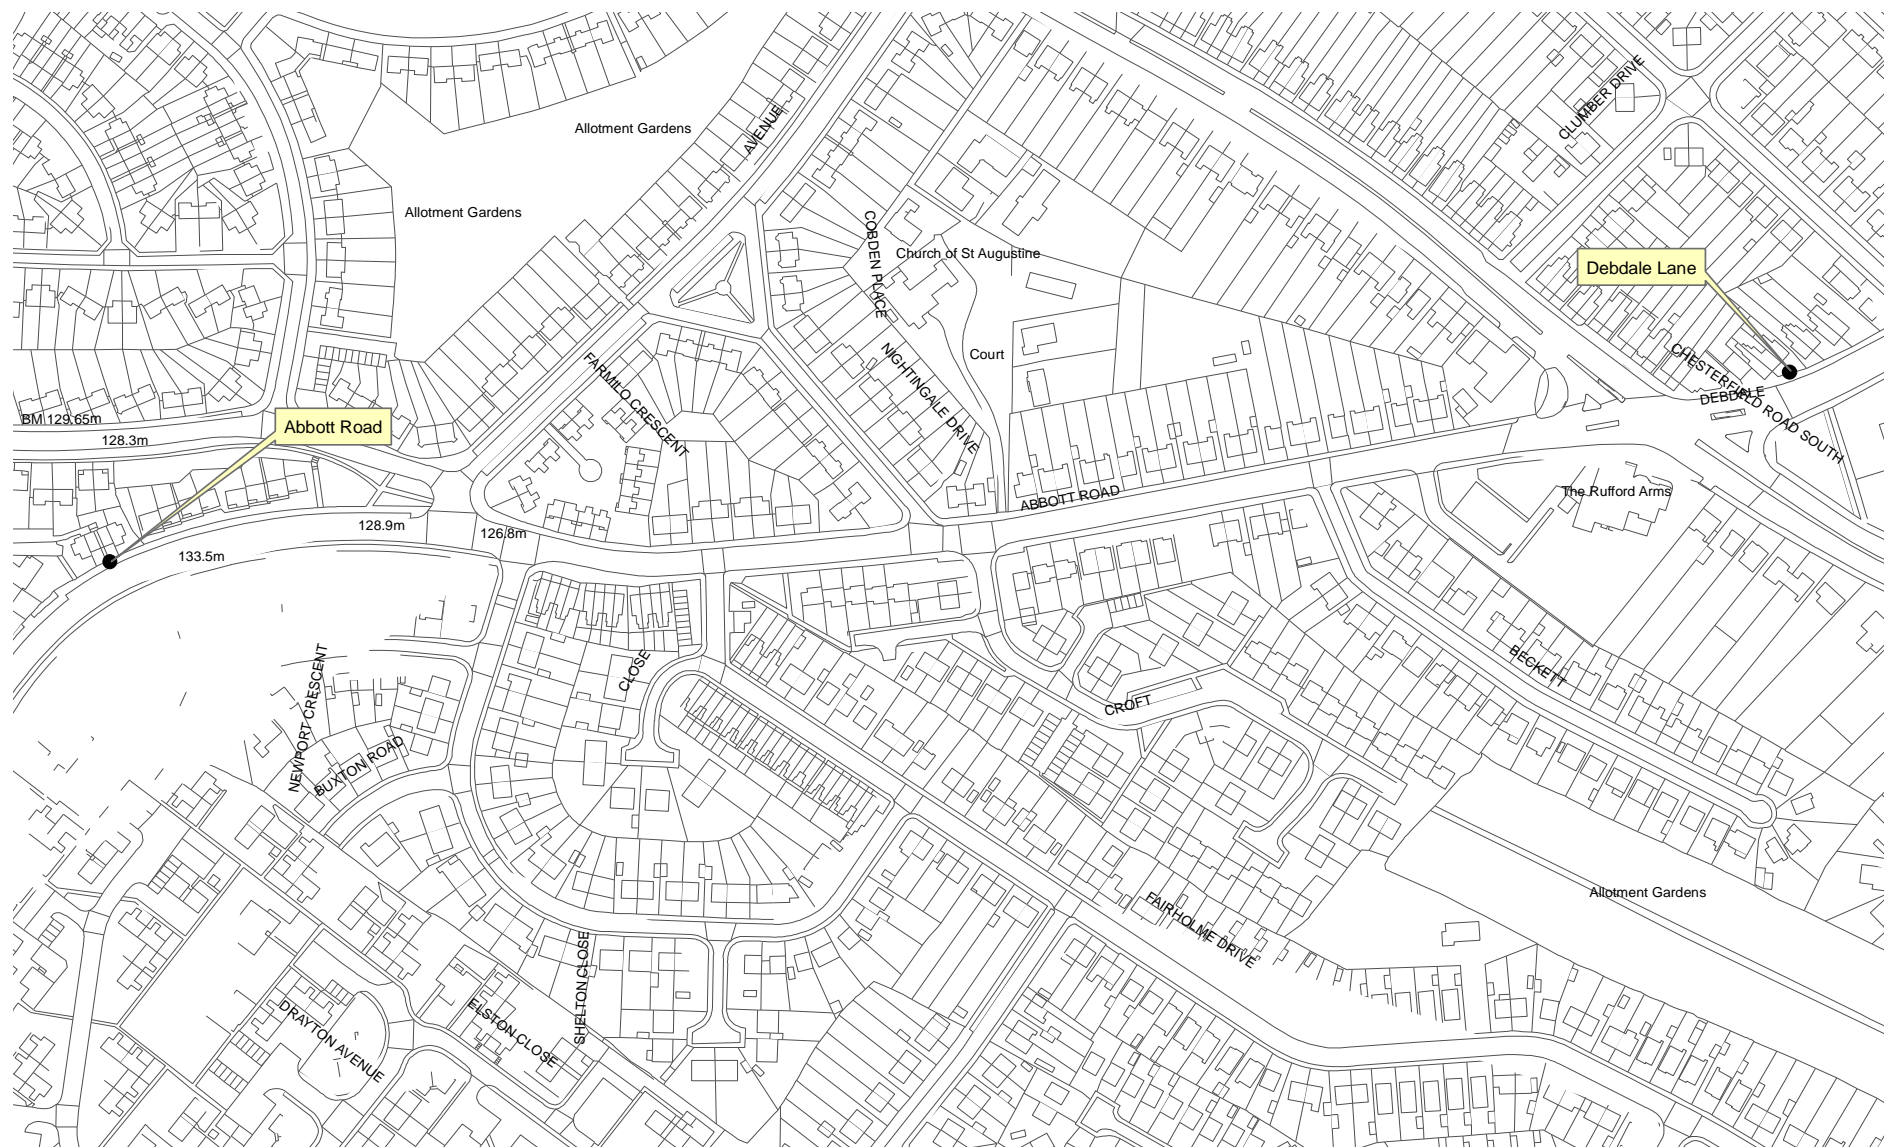 CLUMBER DRIVE
AVENUE
Allotment Gardens
Allotment Gardens
COBDEN PLACE
Church of St Augustine
Debdale Lane
FARMILO CRESCENT
NIGHTINGALE DRIVE
Court
CHESTERFIELD ROAD SOUTH
DEBDALE
BM 129.65m
128.3m
Abbott Road
ABBOTT ROAD
The Rufford Arms
128.9m
126.8m
133.5m
NEWPORT CRESCENT
CLOSE
BECKETT
CROFT
BUXTON ROAD
Allotment Gardens
FAIRHOLME DRIVE
SHELTON CLOSE
ELSTON CLOSE
DRAYTON AVENUE